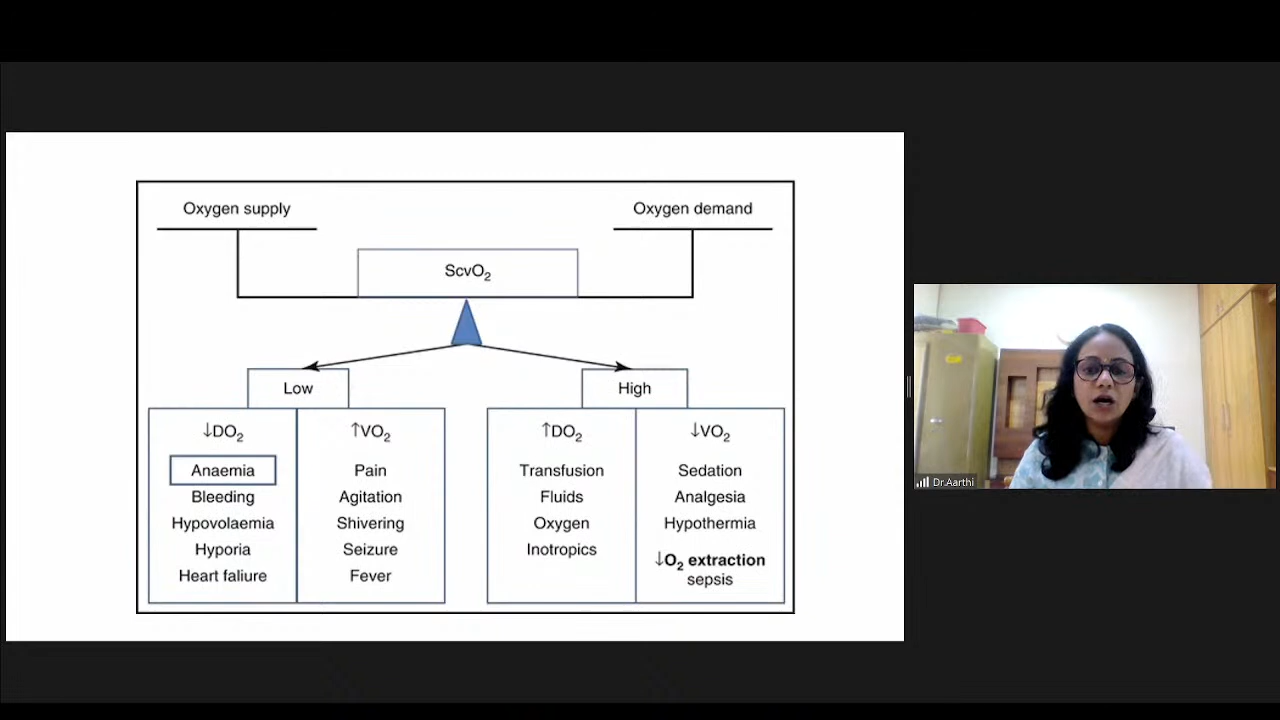 Oxygen supply
Oxygen demand
ScvO₂
Low
High
↓DO₂
Anaemia
Bleeding
Hypovolaemia
Hyporia
Heart faliure
↑VO₂
Pain
Agitation
Shivering
Seizure
Fever
↑DO₂
Transfusion
Fluids
Oxygen
Inotropics
↓VO₂
Sedation
Analgesia
Hypothermia
↓O₂ extraction
sepsis
Dr.Aarthi